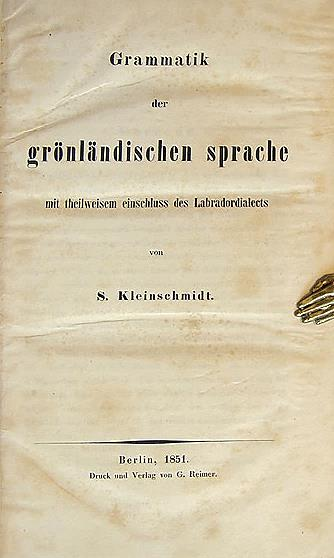 Grammatik
der
grönländischen sprache
mit theilweisem einschluss des Labradordialects
von
S. Kleinschmidt.
Berlin, 1851.
Druck und Verlag von G. Reimer.